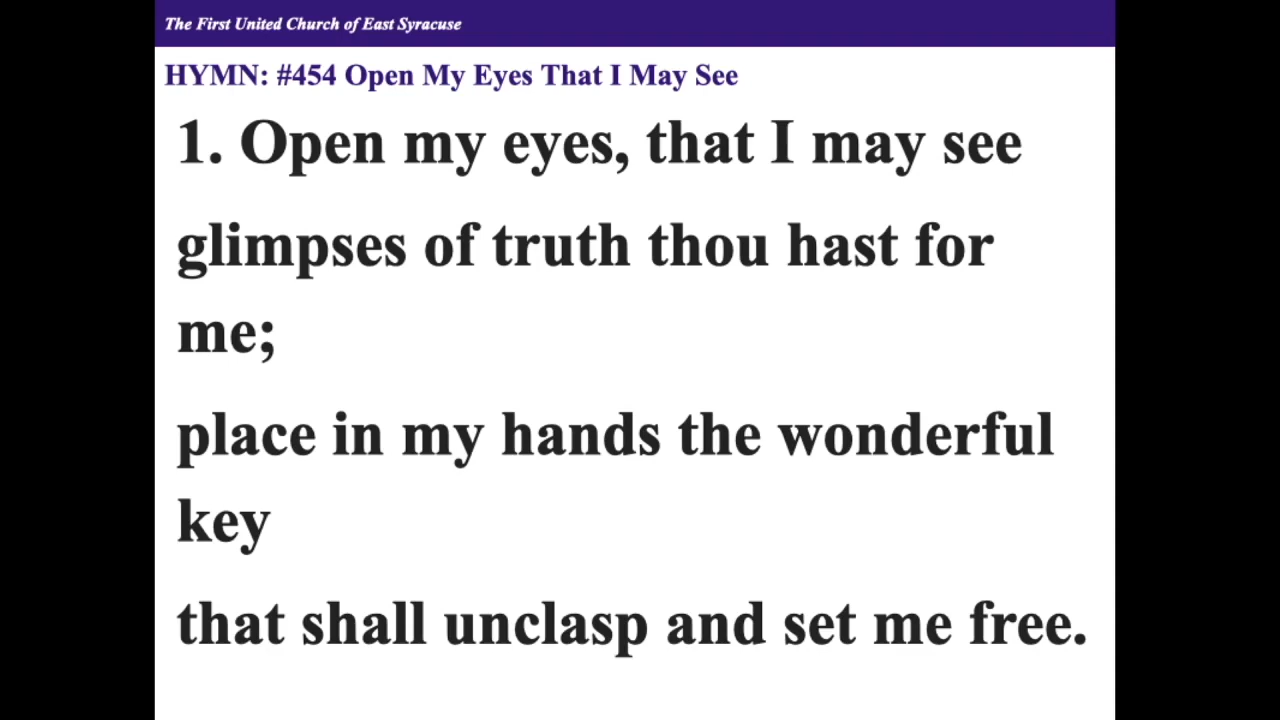 The First United Church of East Syracuse
HYMN: #454 Open My Eyes That I May See
1. Open my eyes, that I may see
glimpses of truth thou hast for
me;
place in my hands the wonderful
key
that shall unclasp and set me free.